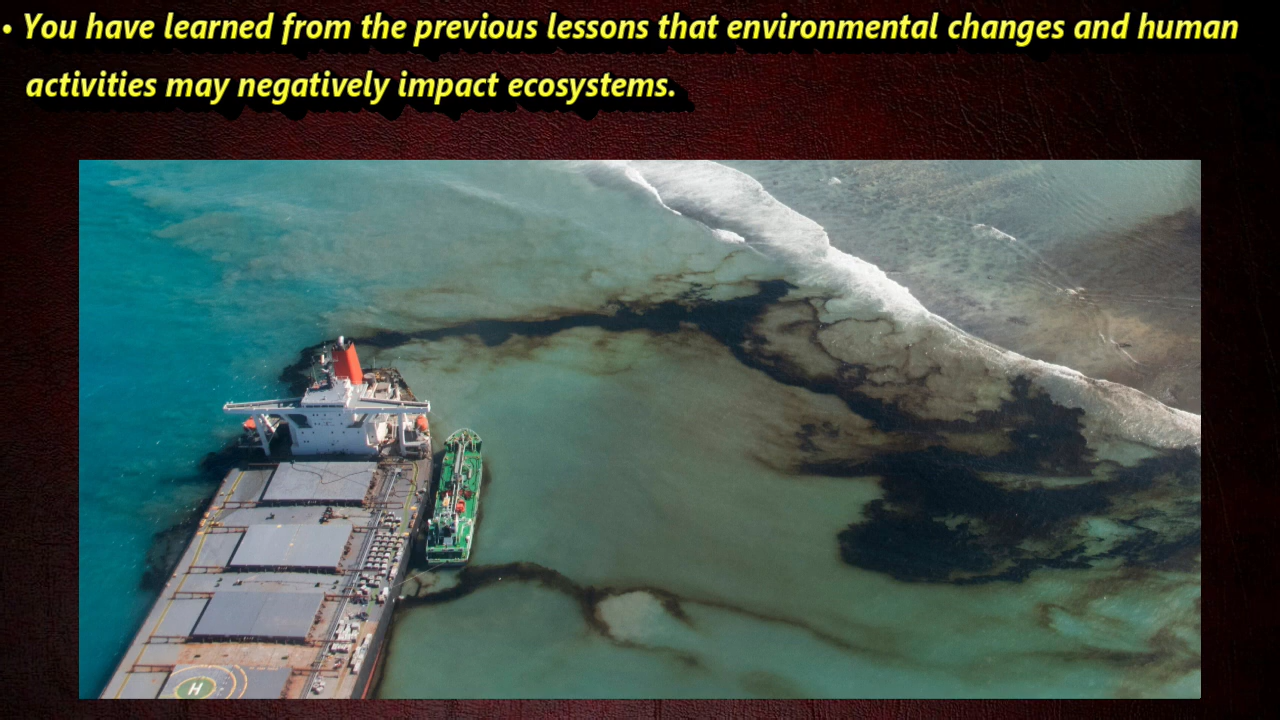 • You have learned from the previous lessons that environmental changes and human
activities may negatively impact ecosystems.
H